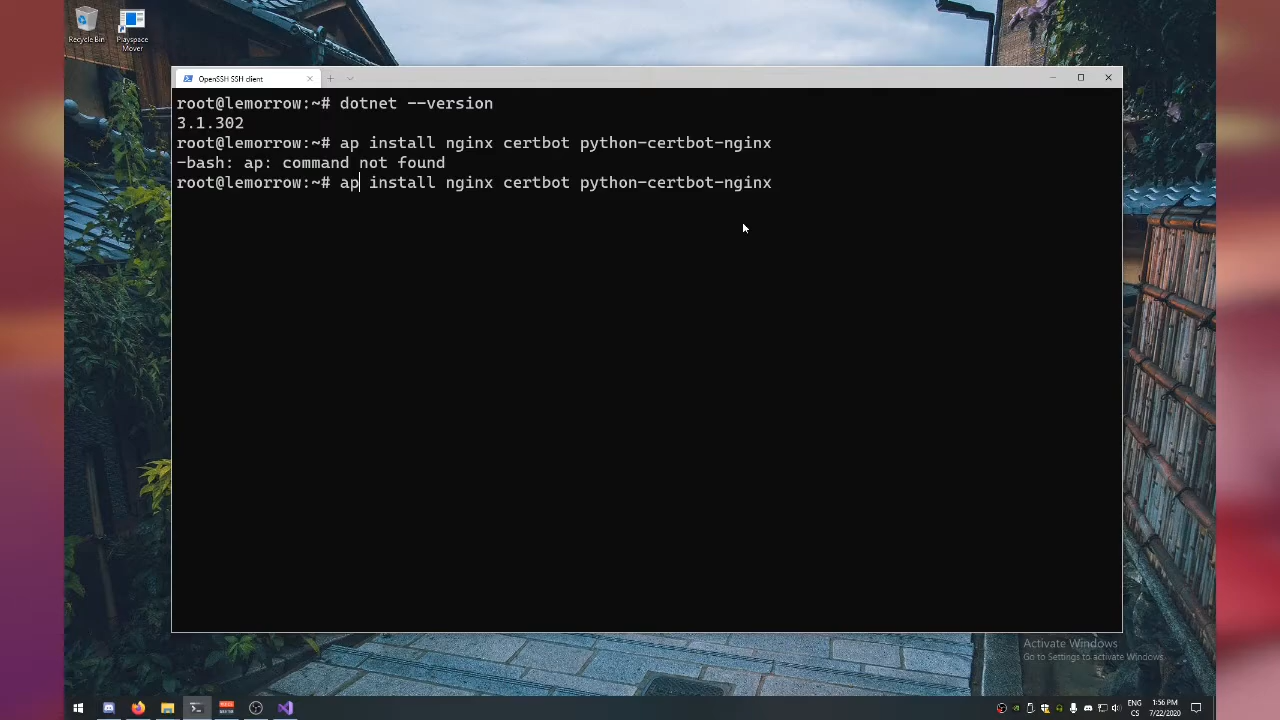 Recycle Bin
Playspace
Mover
OpenSSH SSH client
root@lemorrow:~# dotnet --version
3.1.302
root@lemorrow:~# ap install nginx certbot python-certbot-nginx
-bash: ap: command not found
root@lemorrow:~# ap install nginx certbot python-certbot-nginx
Activate Windows
Go to Settings to activate Windows.
ENG
CS
1:56 PM
7/22/2020